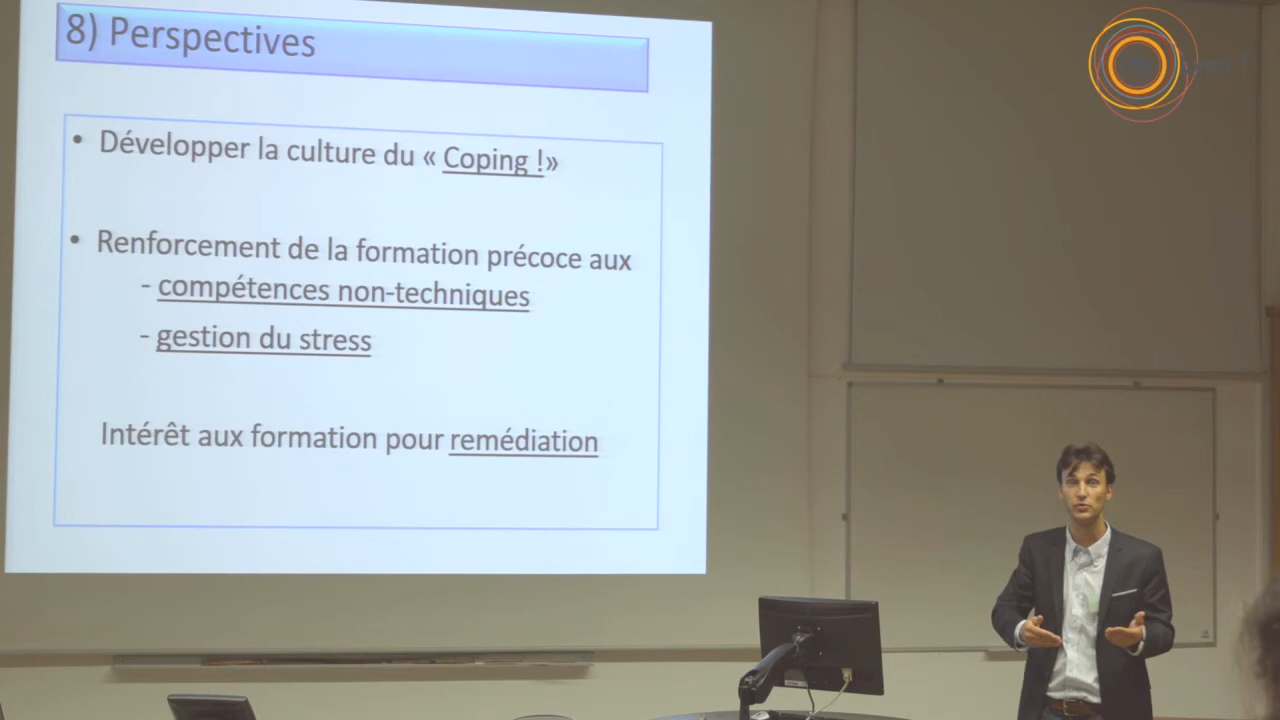 8) Perspectives
• Développer la culture du « Coping !»
• Renforcement de la formation précoce aux
- compétences non-techniques
- gestion du stress
Intérêt aux formation pour remédiation